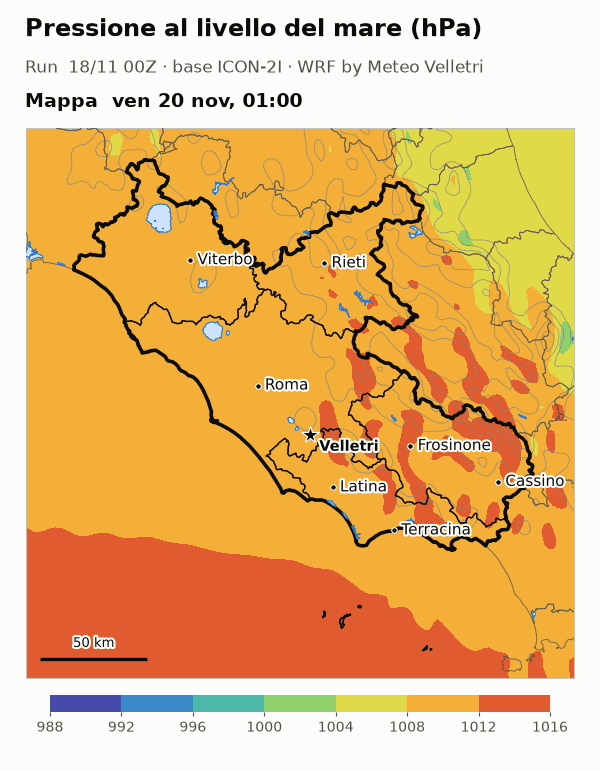 Pressione al livello del mare (hPa)
Run  18/11 00Z · base ICON-2I · WRF by Meteo Velletri
Mappa  ven 20 nov, 01:00
Viterbo
Rieti
Roma
Velletri
Frosinone
Latina
Cassino
Terracina
50 km
988 992 996 1000 1004 1008 1012 1016